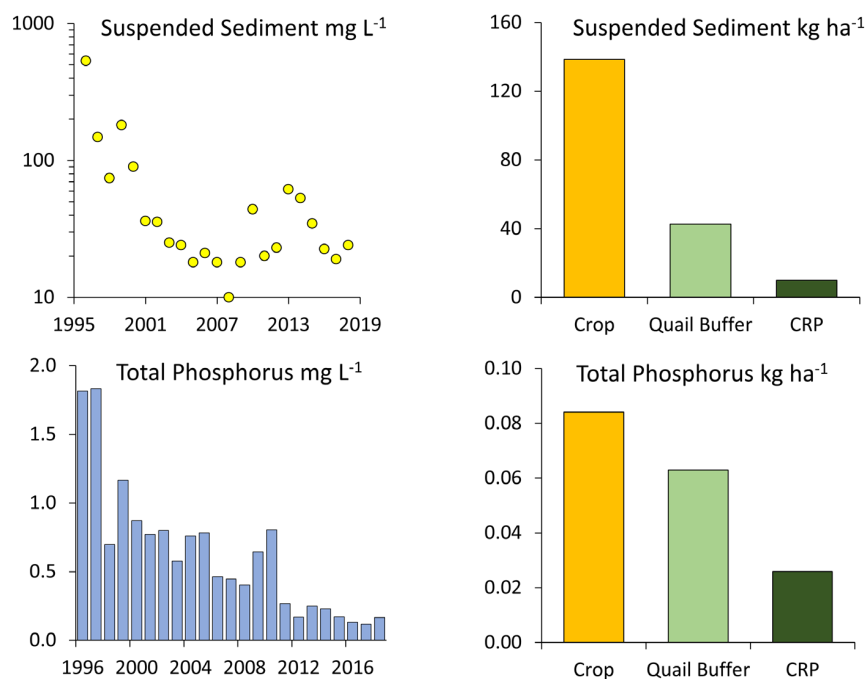 Suspended Sediment mg L⁻¹
1000
100
10
1995 2001 2007 2013 2019
Suspended Sediment kg ha⁻¹
160
120
80
40
0
Crop Quail Buffer CRP
Total Phosphorus mg L⁻¹
2.0
1.5
1.0
0.5
0.0
1996 2000 2004 2008 2012 2016
Total Phosphorus kg ha⁻¹
0.10
0.08
0.06
0.04
0.02
0.00
Crop Quail Buffer CRP